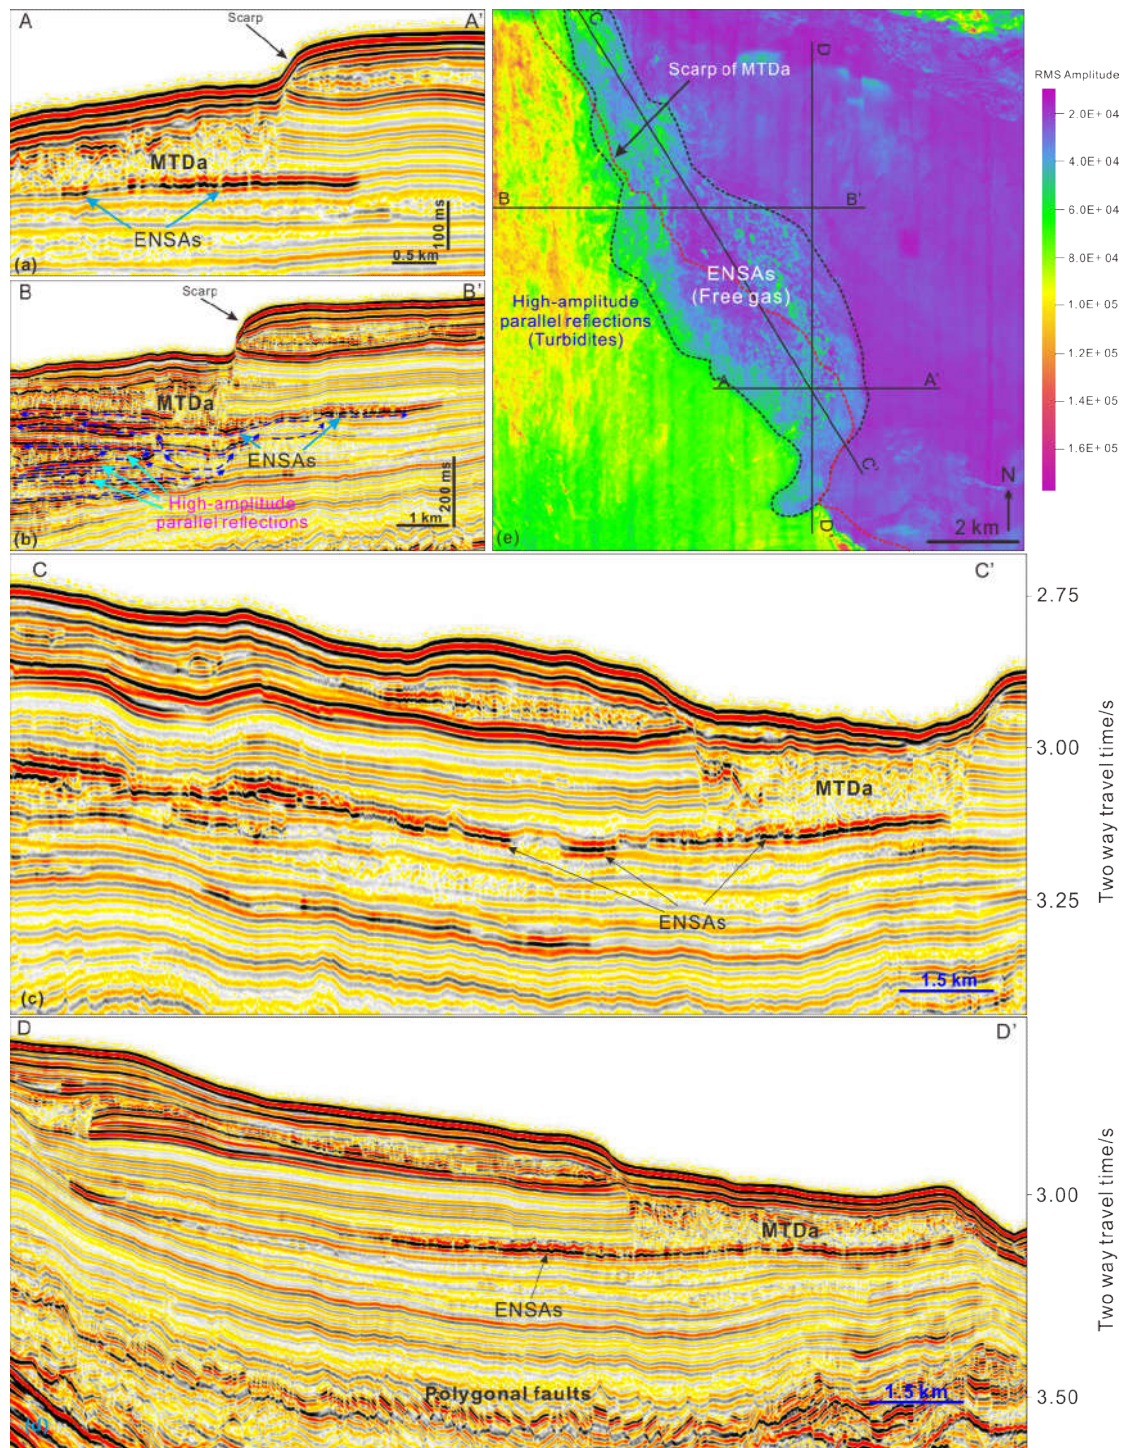 A
Scarp
A'
MTDa
ENSAs
100 ms
0.5 km
(a)
B
Scarp
B'
MTDa
ENSAs
High-amplitude
parallel reflections
200 ms
1 km
(b)
C
D
Scarp of MTDa
B
B'
ENSAs
(Free gas)
High-amplitude
parallel reflections
(Turbidites)
A
A'
C'
D'
N
2 km
(e)
RMS Amplitude
2.0E+ 04
4.0E+ 04
6.0E+ 04
8.0E+ 04
1.0E+ 05
1.2E+ 05
1.4E+ 05
1.6E+ 05
C
C'
MTDa
ENSAs
1.5 km
(c)
2.75
3.00
3.25
Two way travel time/s
D
D'
MTDa
ENSAs
Polygonal faults
1.5 km
(d)
3.00
3.50
Two way travel time/s